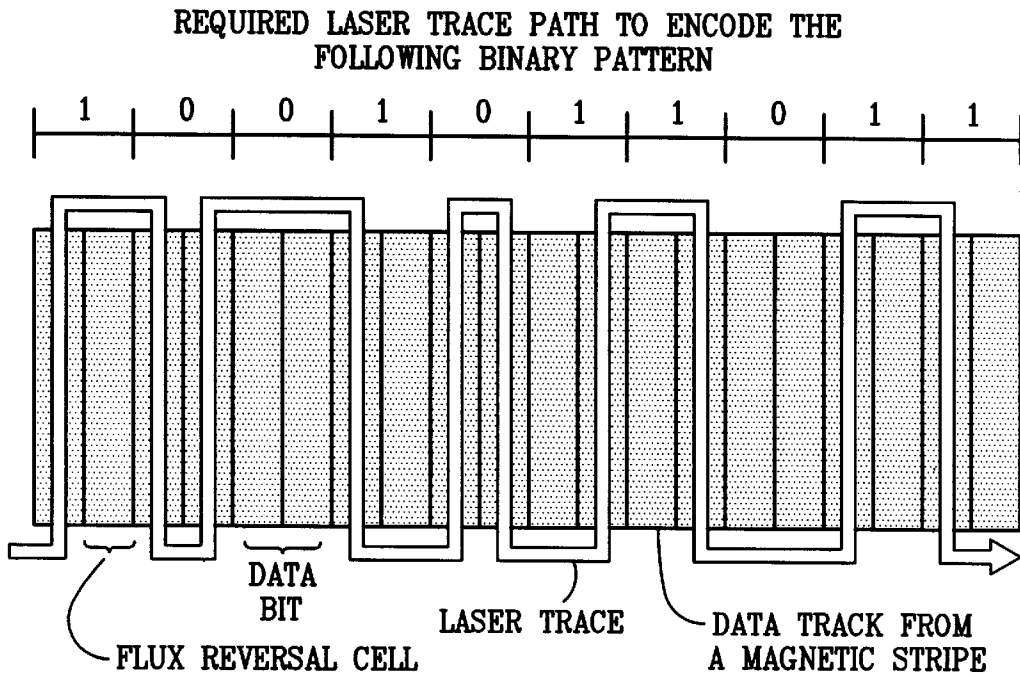 REQUIRED LASER TRACE PATH TO ENCODE THE
FOLLOWING BINARY PATTERN
1 0 0 1 0 1 1 0 1 1
DATA
BIT
LASER TRACE
DATA TRACK FROM
A MAGNETIC STRIPE
FLUX REVERSAL CELL